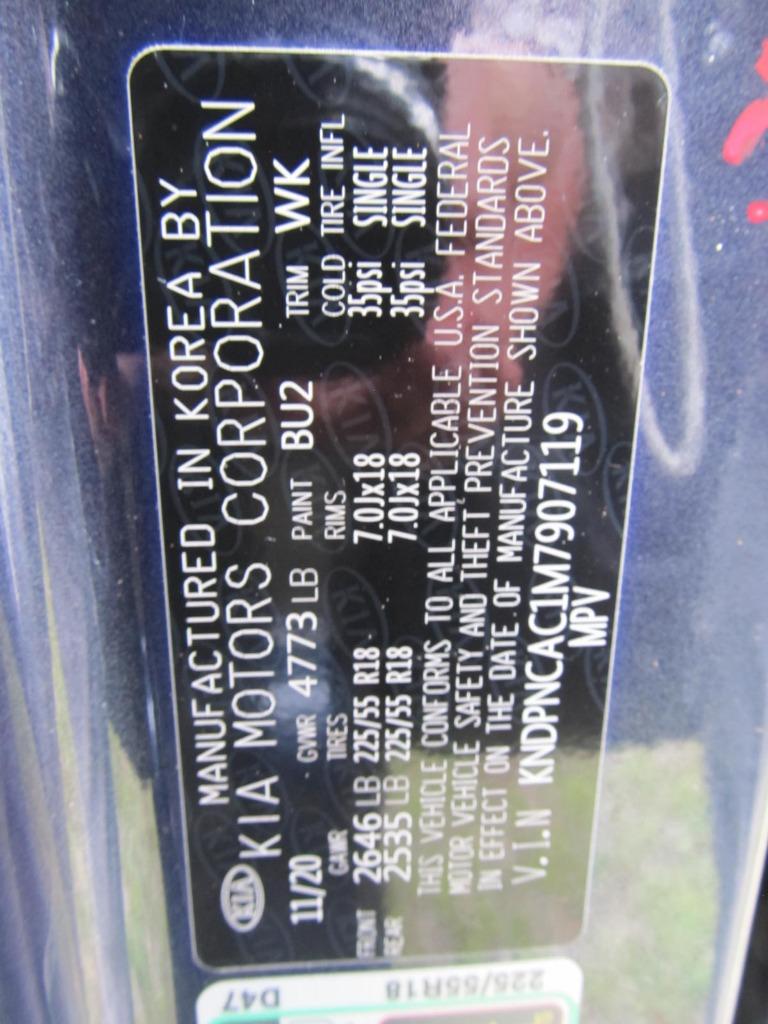 MANUFACTURED IN KOREA BY
KIA KIA MOTORS CORPORATION
11/20 GVWR 4773 LB PAINT BU2 TRIM WK
GAWR TIRES RIMS COLD TIRE INFL
FRONT 2646 LB 225/55 R18 7.0Jx18 35psi SINGLE
REAR 2535 LB 225/55 R18 7.0Jx18 35psi SINGLE
THIS VEHICLE CONFORMS TO ALL APPLICABLE U.S.A. FEDERAL
MOTOR VEHICLE SAFETY AND THEFT PREVENTION STANDARDS
IN EFFECT ON THE DATE OF MANUFACTURE SHOWN ABOVE.
V.I.N KNDPNCAC1M7907119
MPV
D47 225/55R18